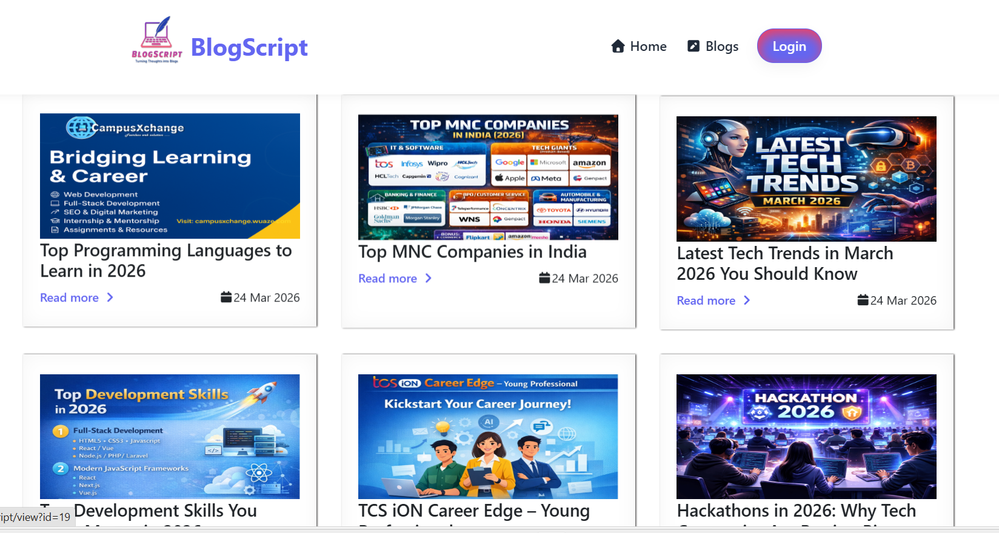 BLOGSCRIPT
Turning Thoughts into Blogs
BlogScript
Home
Blogs
Login
CampusXchange
Bridging Learning
& Career
Web Development
Full-Stack Development
SEO & Digital Marketing
Internship & Mentorship
Assignments & Resources
Visit: campusxchange.wuaze.com
Top Programming Languages to
Learn in 2026
Read more
24 Mar 2026
TOP MNC COMPANIES
IN INDIA (2026)
IT & SOFTWARE
tcs Infosys Wipro HCLTech
HCLTech Capgemini Cognizant
TECH GIANTS
Google Microsoft amazon
Apple Meta Genpact
BANKING & FINANCE
HSBC JPMorgan Chase
Goldman
Sachs
Morgan Stanley
BPO/CUSTOMER SERVICE
Teleperformance CONCENTRIX
WNS Genpact
AUTOMOBILE &
MANUFACTURING
TOYOTA HYUNDAI
HONDA SIEMENS
BONUS:
Flipkart amazon meesho
Top MNC Companies in India
Read more
24 Mar 2026
LATEST
TECH
TRENDS
MARCH 2026
Latest Tech Trends in March
2026 You Should Know
Read more
24 Mar 2026
Top Development Skills
in 2026
1 Full-Stack Development
HTML5 • CSS3 • Javascript
React / Vue
Node.js / PHP/ Laravel
</>
2 Modern JavaScript Frameworks
React
Next.js
Vue.js
Development Skills You
ipt/view?id=19
tcs iON Career Edge – Young Professional
Kickstart Your Career Journey!
AI
TCS iON Career Edge – Young
HACKATHON
2026
Hackathons in 2026: Why Tech